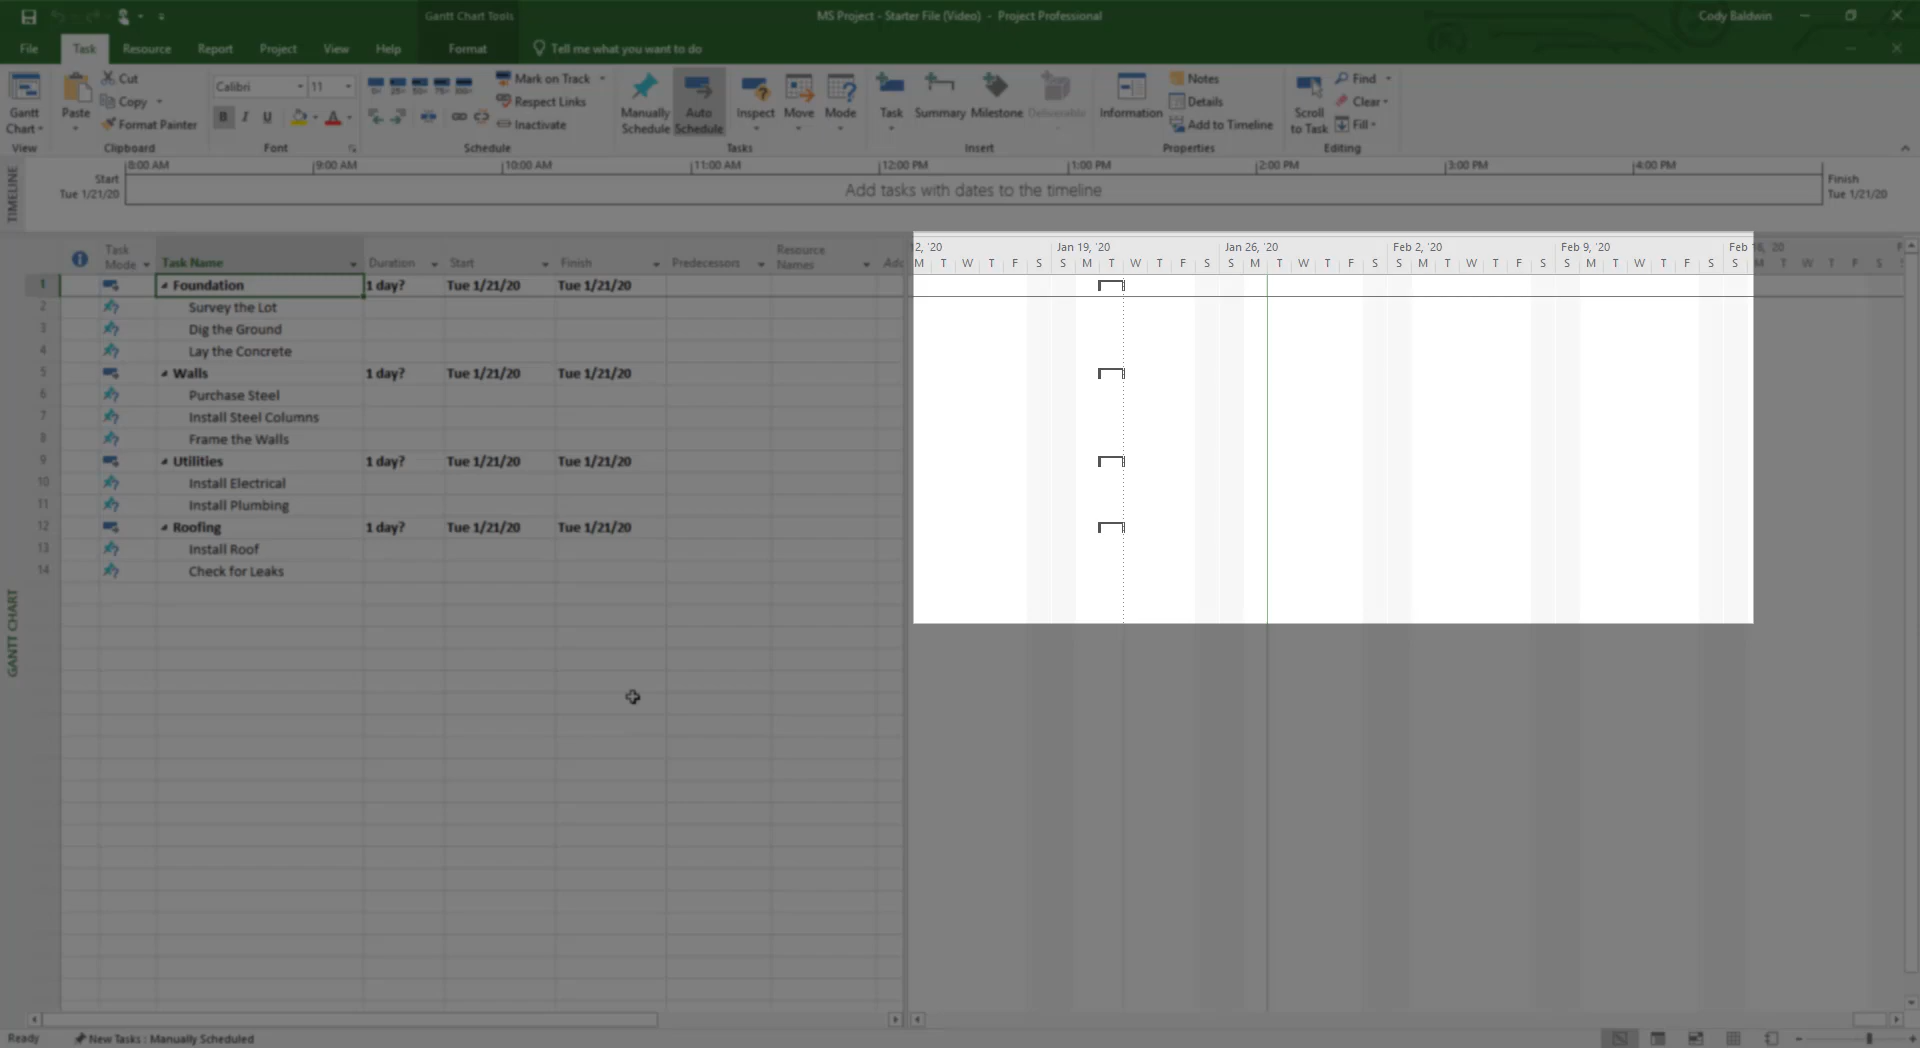 Gantt Chart Tools
MS Project - Starter File (Video) - Project Professional
Cody Baldwin
File Task Resource Report Project View Help Format Tell me what you want to do
Gantt Chart
View
Paste
Cut
Copy
Format Painter
Clipboard
Calibri 11
B I U A
Font
0% 25% 50% 75% 100%
Mark on Track
Respect Links
Inactivate
Schedule
Manually Schedule
Auto Schedule
Inspect
Move
Mode
Tasks
Task
Summary
Milestone
Deliverable
Insert
Information
Notes
Details
Add to Timeline
Properties
Scroll to Task
Find
Clear
Fill
Editing
TIMELINE
8:00 AM 9:00 AM 10:00 AM 11:00 AM 12:00 PM 1:00 PM 2:00 PM 3:00 PM 4:00 PM
Start
Tue 1/21/20
Add tasks with dates to the timeline
Finish
Tue 1/21/20
GANTT CHART
Task Mode Task Name Duration Start Finish Predecessors Resource Names Adc
1 Foundation 1 day? Tue 1/21/20 Tue 1/21/20
2 Survey the Lot
3 Dig the Ground
4 Lay the Concrete
5 Walls 1 day? Tue 1/21/20 Tue 1/21/20
6 Purchase Steel
7 Install Steel Columns
8 Frame the Walls
9 Utilities 1 day? Tue 1/21/20 Tue 1/21/20
10 Install Electrical
11 Install Plumbing
12 Roofing 1 day? Tue 1/21/20 Tue 1/21/20
13 Install Roof
14 Check for Leaks
2, '20 Jan 19, '20 Jan 26, '20 Feb 2, '20 Feb 9, '20 Feb 16, '20 F
M T W T F S S M T W T F S S M T W T F S S M T W T F S S M T W T F S S M T W T F S S
Ready New Tasks : Manually Scheduled